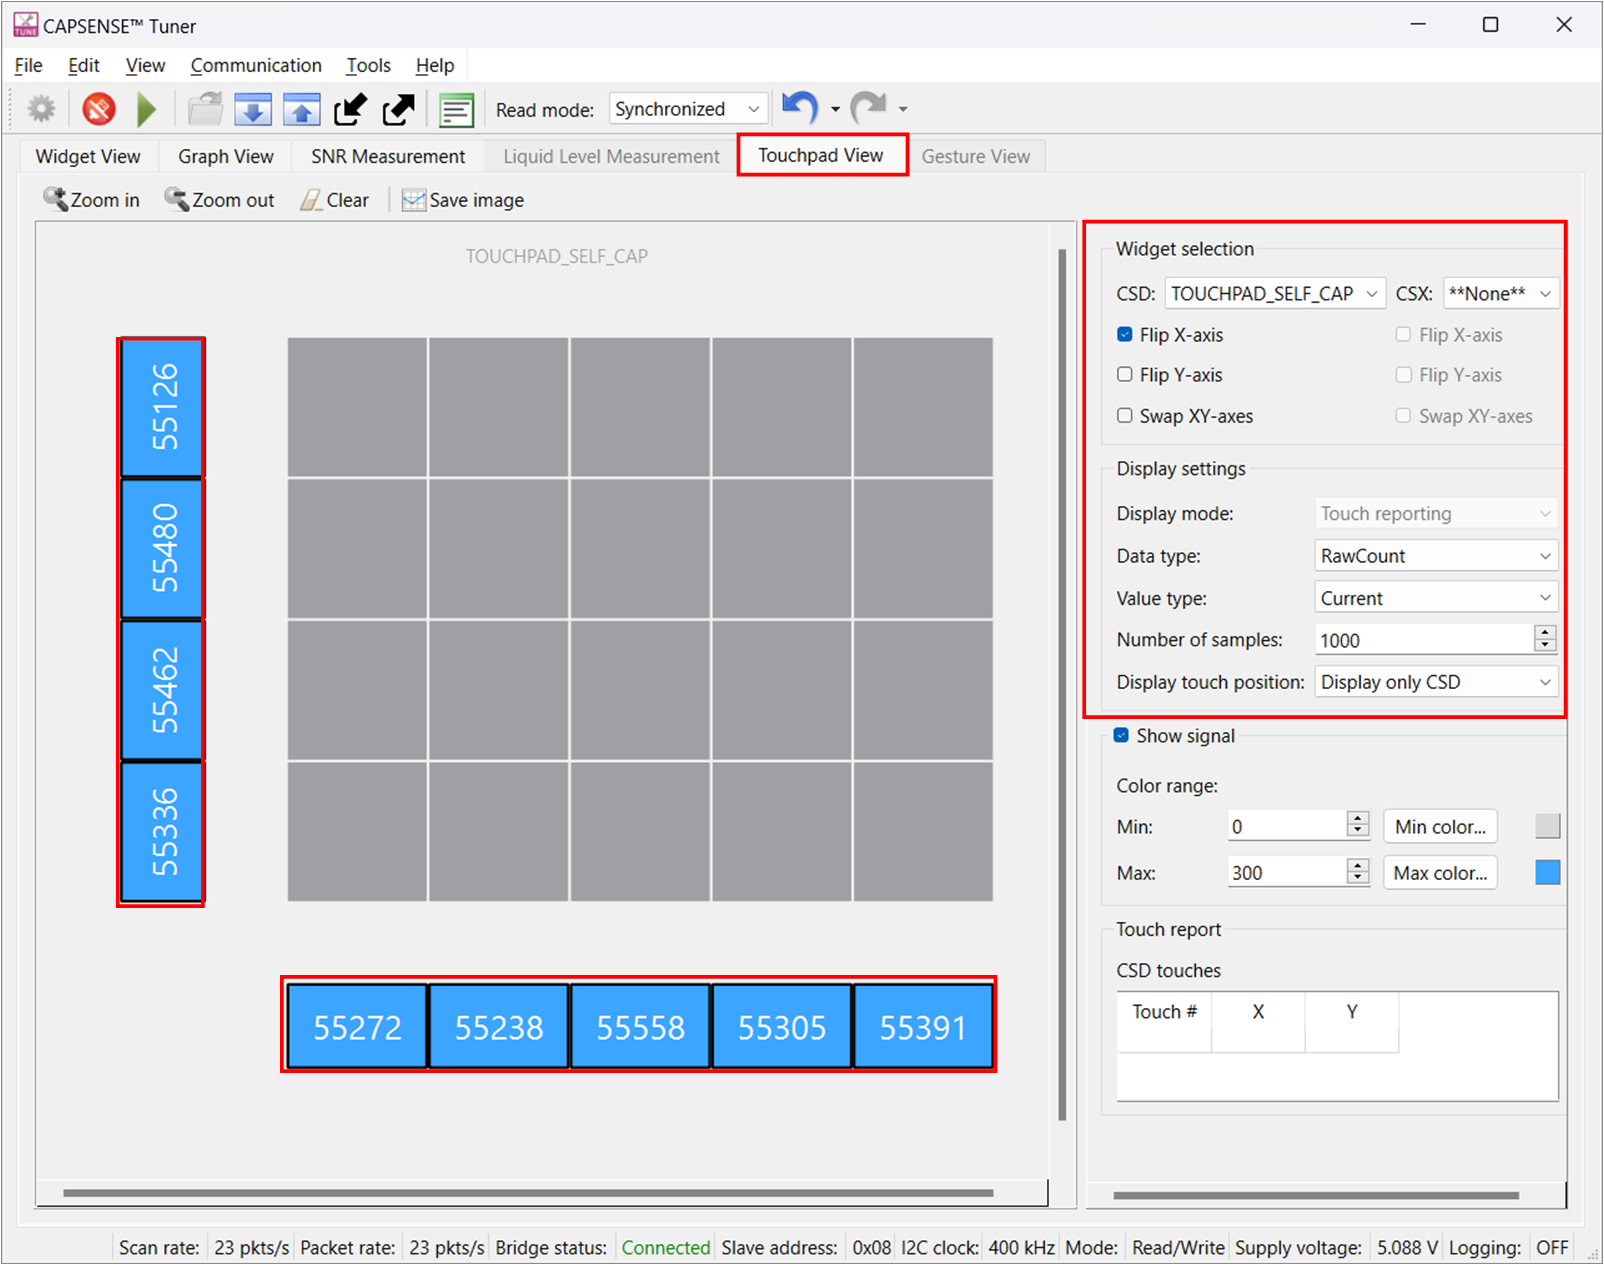 CAPSENSE™ Tuner
File Edit View Communication Tools Help
Read mode: Synchronized
Widget View Graph View SNR Measurement Liquid Level Measurement Touchpad View Gesture View
Zoom in Zoom out Clear Save image
TOUCHPAD_SELF_CAP
55126
55480
55462
55336
55272 55238 55558 55305 55391
Widget selection
CSD: TOUCHPAD_SELF_CAP CSX: **None**
Flip X-axis Flip X-axis
Flip Y-axis Flip Y-axis
Swap XY-axes Swap XY-axes
Display settings
Display mode: Touch reporting
Data type: RawCount
Value type: Current
Number of samples: 1000
Display touch position: Display only CSD
Show signal
Color range:
Min: 0 Min color...
Max: 300 Max color...
Touch report
CSD touches
Touch # X Y
Scan rate: 23 pkts/s Packet rate: 23 pkts/s Bridge status: Connected Slave address: 0x08 I2C clock: 400 kHz Mode: Read/Write Supply voltage: 5.088 V Logging: OFF